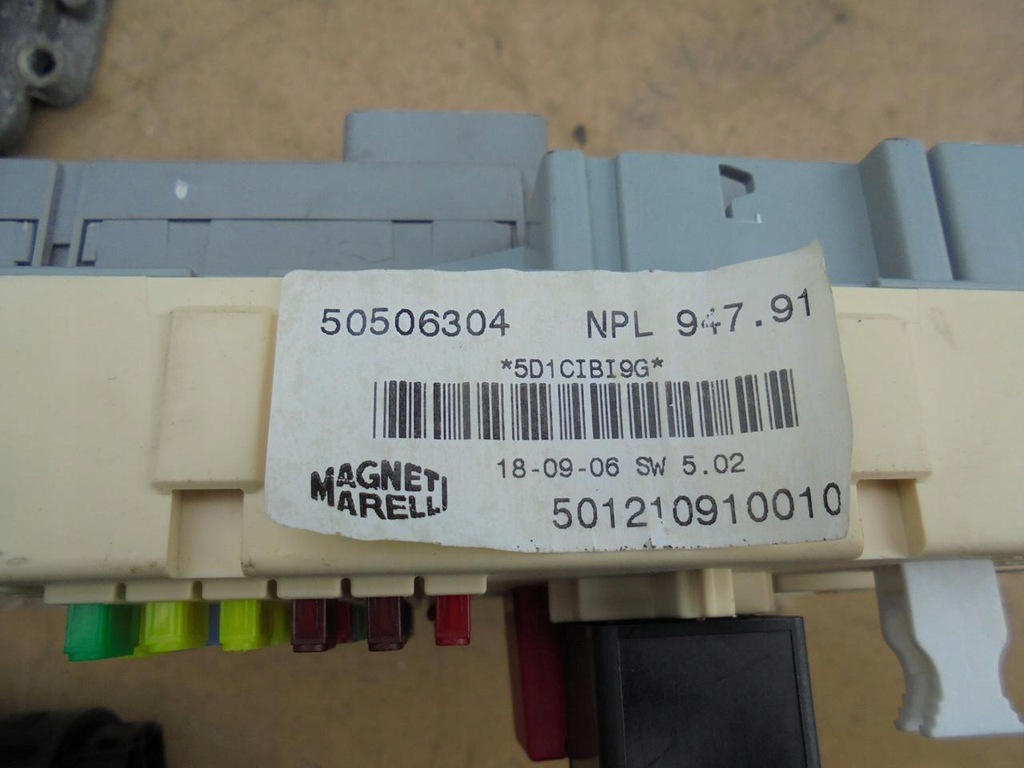 50506304 NPL 947.91
*5D1CIBI9G*
18-09-06 SW 5.02
MAGNETI
MARELLI
501210910010